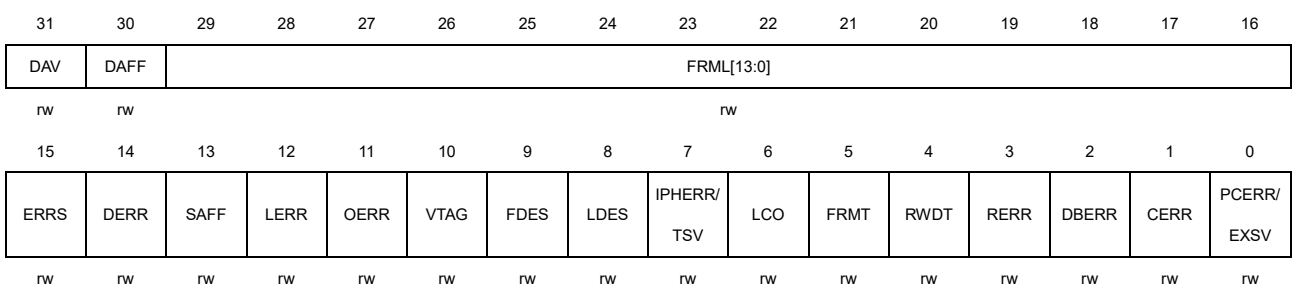 31 30 29 28 27 26 25 24 23 22 21 20 19 18 17 16
DAV DAFF FRML[13:0]
rw rw rw
15 14 13 12 11 10 9 8 7 6 5 4 3 2 1 0
ERRS DERR SAFF LERR OERR VTAG FDES LDES IPHERR/ TSV LCO FRMT RWDT RERR DBERR CERR PCERR/ EXSV
rw rw rw rw rw rw rw rw rw rw rw rw rw rw rw rw